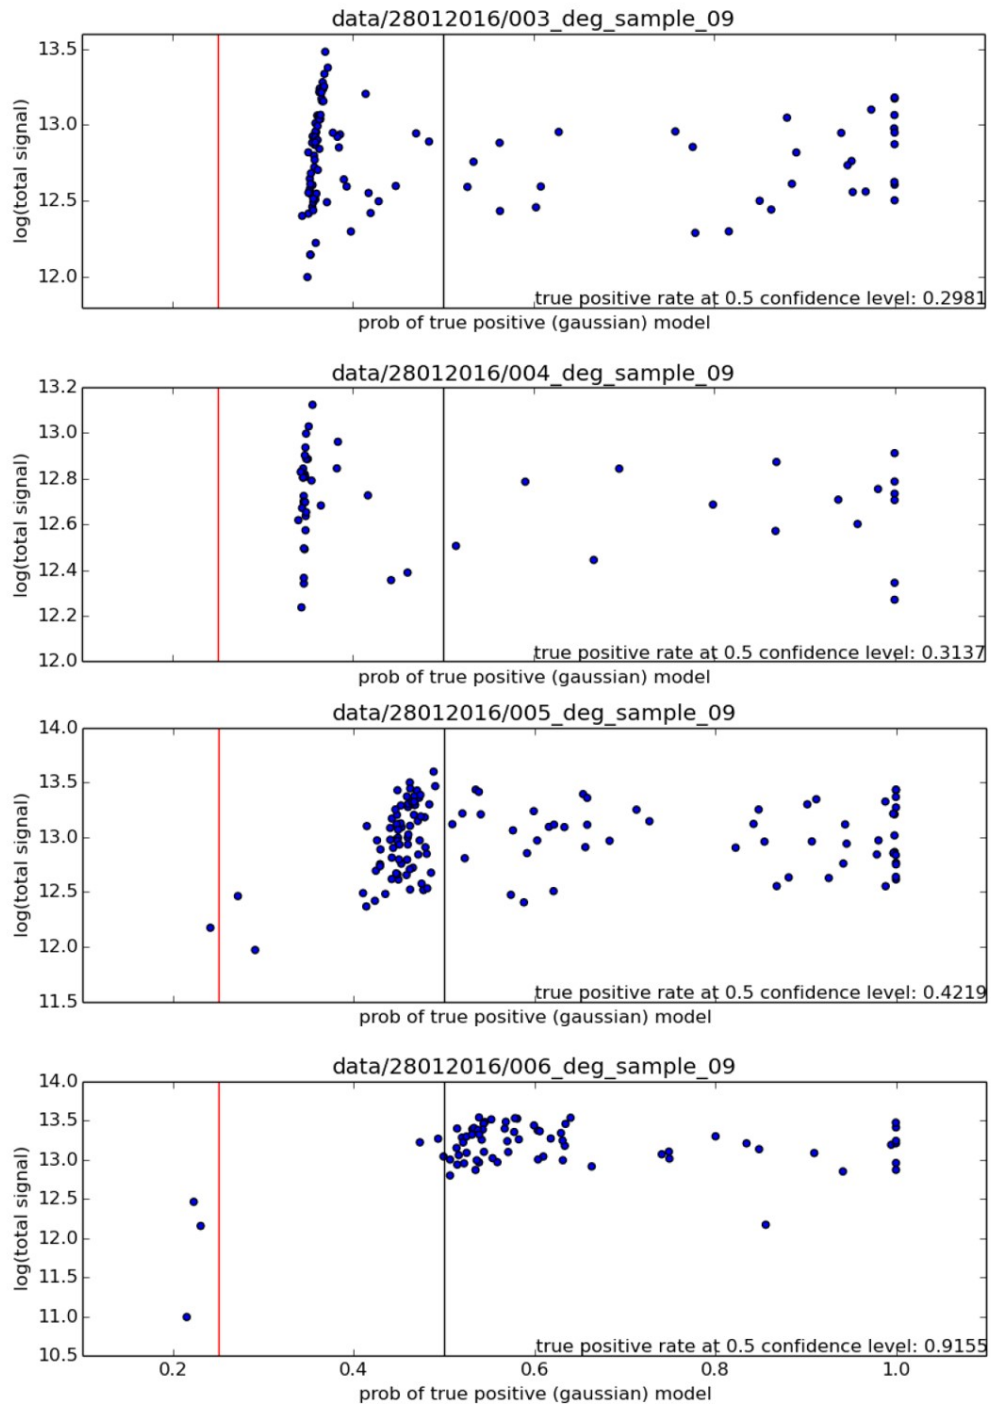 data/28012016/003_deg_sample_09
13.5
13.0
12.5
12.0
log(total signal)
true positive rate at 0.5 confidence level: 0.2981
prob of true positive (gaussian) model
data/28012016/004_deg_sample_09
13.2
13.0
12.8
12.6
12.4
12.2
12.0
log(total signal)
true positive rate at 0.5 confidence level: 0.3137
prob of true positive (gaussian) model
data/28012016/005_deg_sample_09
14.0
13.5
13.0
12.5
12.0
11.5
log(total signal)
true positive rate at 0.5 confidence level: 0.4219
prob of true positive (gaussian) model
data/28012016/006_deg_sample_09
14.0
13.5
13.0
12.5
12.0
11.5
11.0
10.5
log(total signal)
true positive rate at 0.5 confidence level: 0.9155
0.2 0.4 0.6 0.8 1.0
prob of true positive (gaussian) model